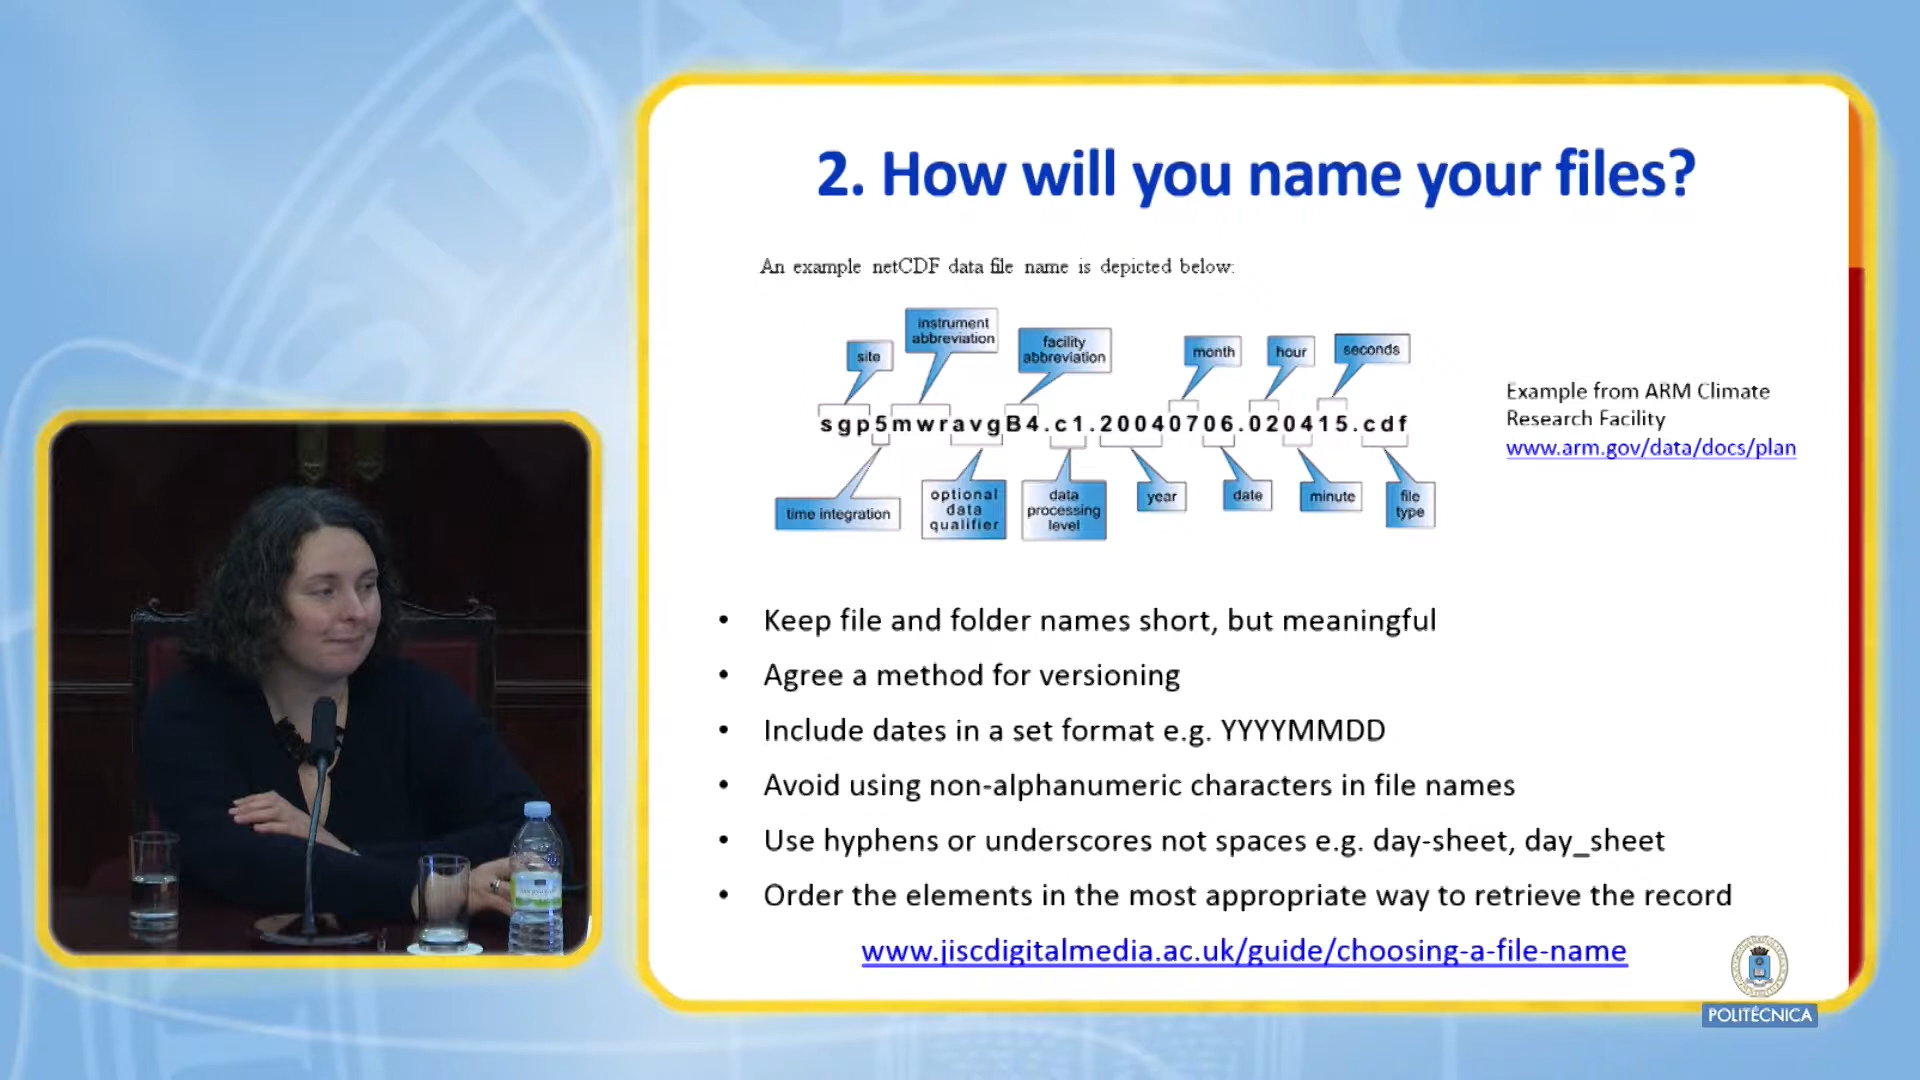 2. How will you name your files?
An example netCDF data file name is depicted below:
instrument
abbreviation
site
facility
abbreviation
month
hour
seconds
sgp5mwravgB4.c1.20040706.020415.cdf
time integration
optional
data
qualifier
data
processing
level
year
date
minute
file
type
Example from ARM Climate
Research Facility
www.arm.gov/data/docs/plan
• Keep file and folder names short, but meaningful
• Agree a method for versioning
• Include dates in a set format e.g. YYYYMMDD
• Avoid using non-alphanumeric characters in file names
• Use hyphens or underscores not spaces e.g. day-sheet, day_sheet
• Order the elements in the most appropriate way to retrieve the record
www.jiscdigitalmedia.ac.uk/guide/choosing-a-file-name
POLITÉCNICA